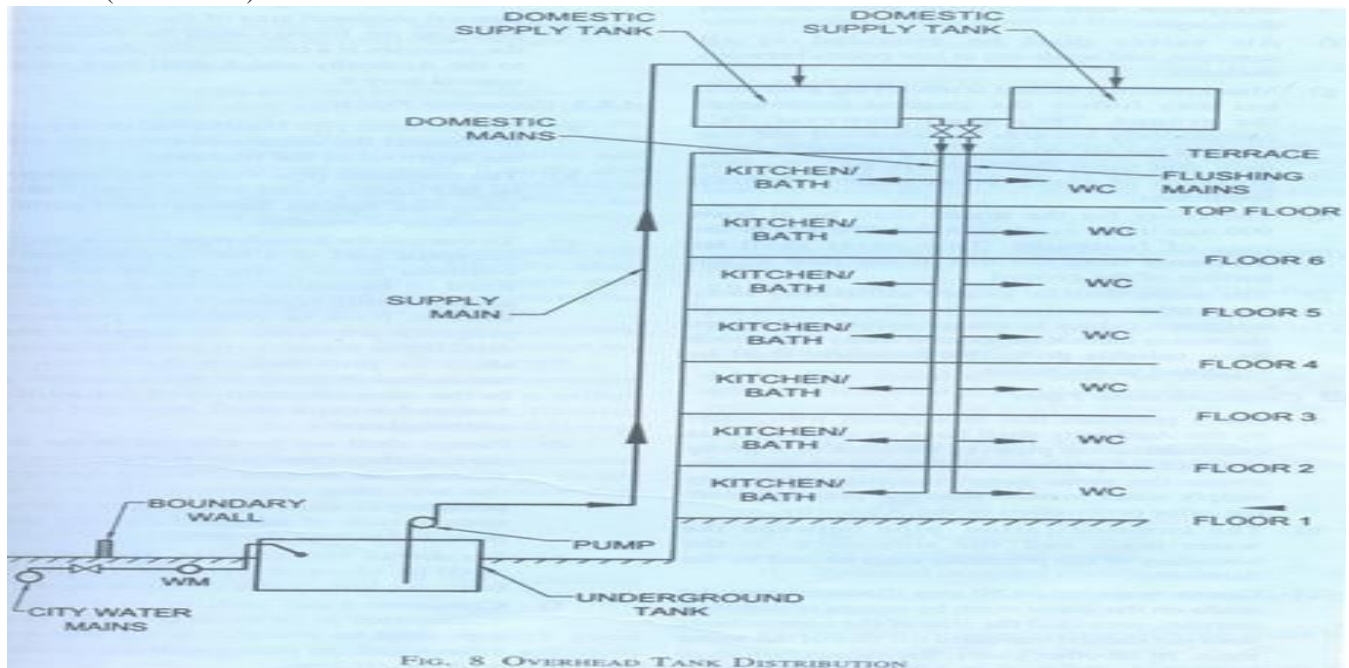 DOMESTIC
SUPPLY TANK
DOMESTIC
SUPPLY TANK
DOMESTIC
MAINS
TERRACE
KITCHEN/
BATH
WC
FLUSHING
MAINS
TOP FLOOR
KITCHEN/
BATH
WC
FLOOR 6
KITCHEN/
BATH
WC
SUPPLY
MAIN
FLOOR 5
KITCHEN/
BATH
WC
FLOOR 4
KITCHEN/
BATH
WC
FLOOR 3
KITCHEN/
BATH
WC
FLOOR 2
KITCHEN/
BATH
WC
FLOOR 1
BOUNDARY
WALL
PUMP
WM
UNDERGROUND
TANK
CITY WATER
MAINS
FIG. 8 OVERHEAD TANK DISTRIBUTION